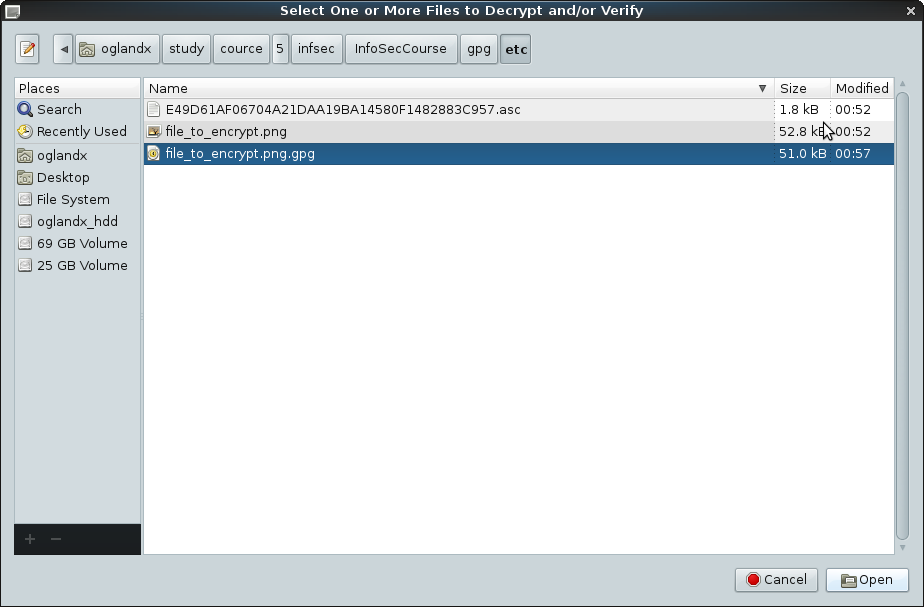 Select One or More Files to Decrypt and/or Verify
oglandx study cource 5 infsec InfoSecCourse gpg etc
Places
Search
Recently Used
oglandx
Desktop
File System
oglandx_hdd
69 GB Volume
25 GB Volume
Name Size Modified
E49D61AF06704A21DAA19BA14580F1482883C957.asc 1.8 kB 00:52
file_to_encrypt.png 52.8 kB 00:52
file_to_encrypt.png.gpg 51.0 kB 00:57
Cancel Open